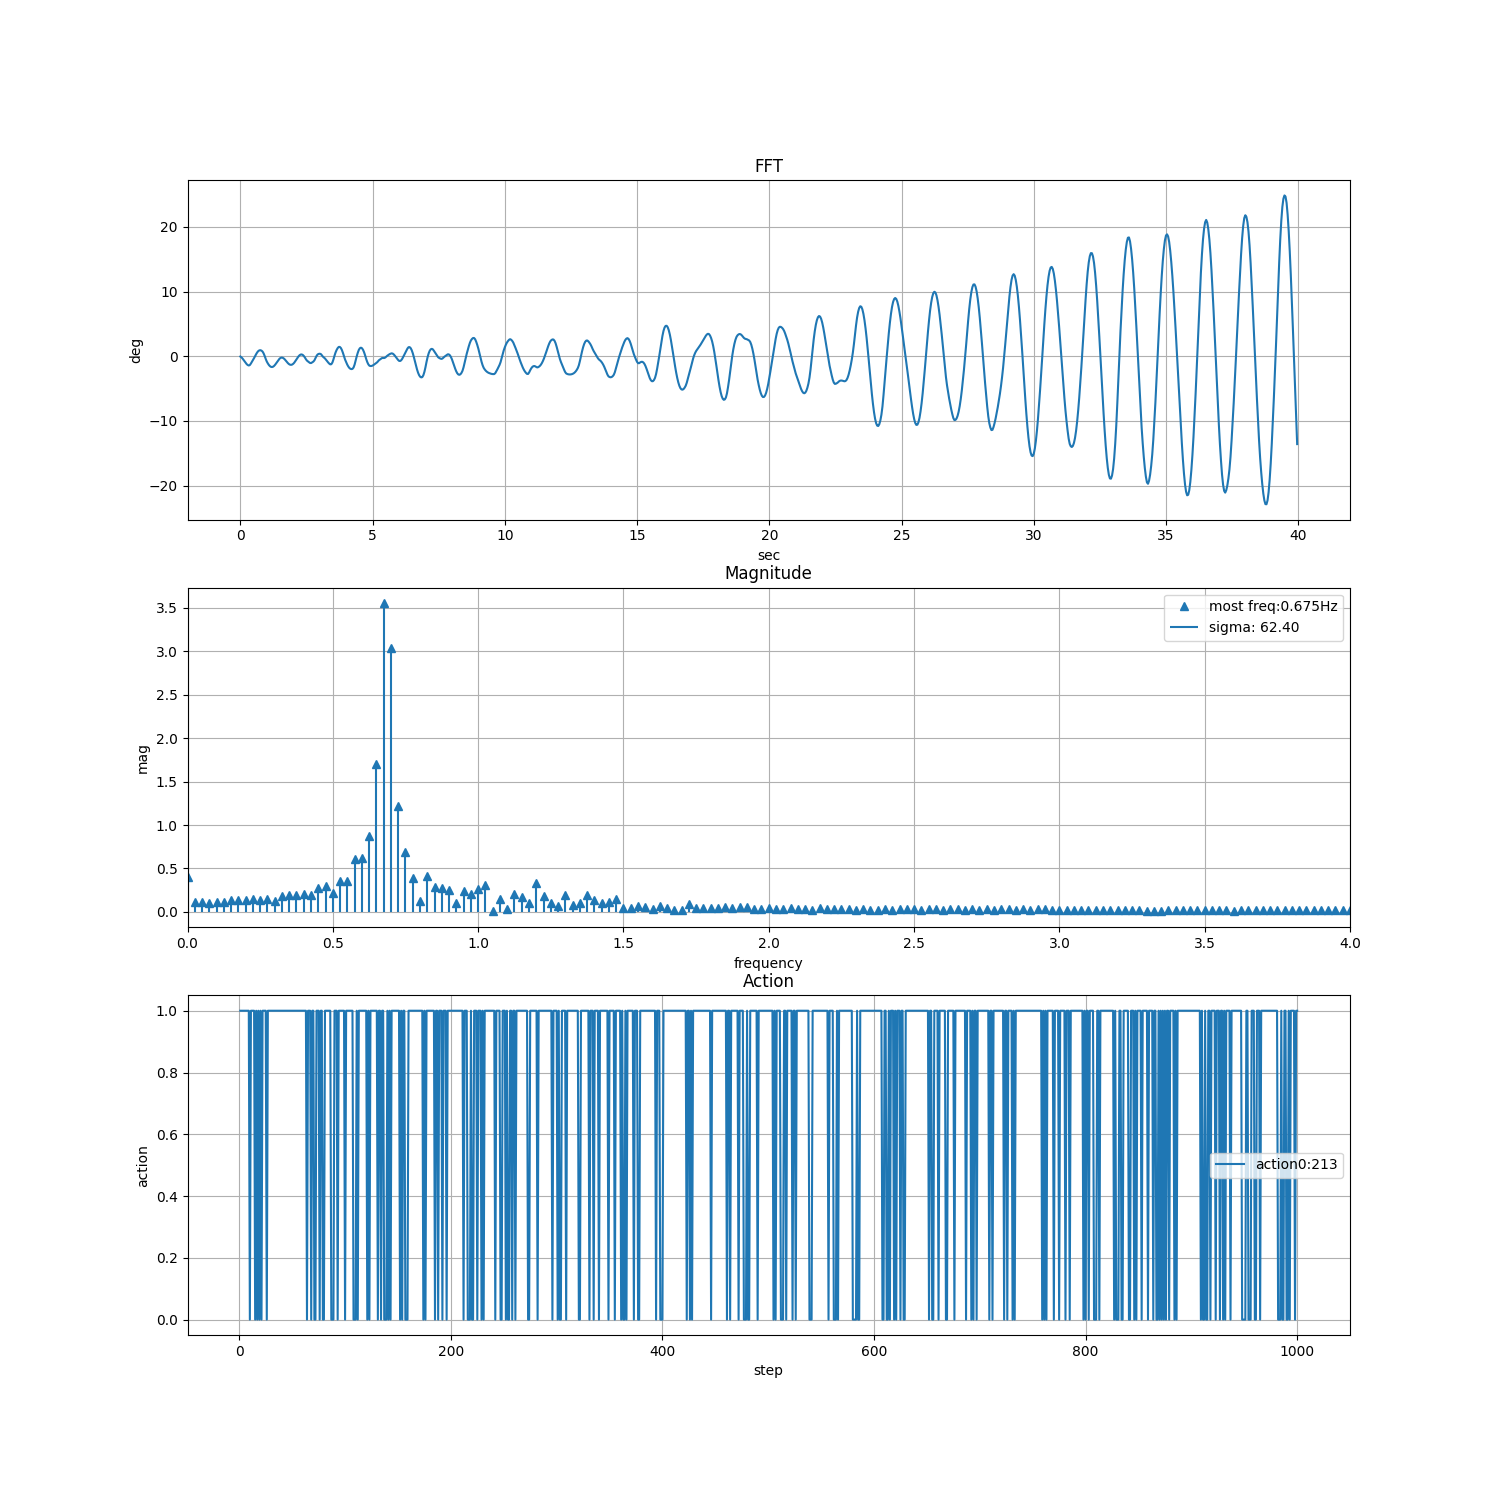 FFT
20
10
0
−10
−20
deg
0 5 10 15 20 25 30 35 40
sec
Magnitude
3.5
3.0
2.5
2.0
1.5
1.0
0.5
0.0
mag
most freq:0.675Hz
sigma: 62.40
0.0 0.5 1.0 1.5 2.0 2.5 3.0 3.5 4.0
frequency
Action
1.0
0.8
0.6
0.4
0.2
0.0
action
action0:213
0 200 400 600 800 1000
step